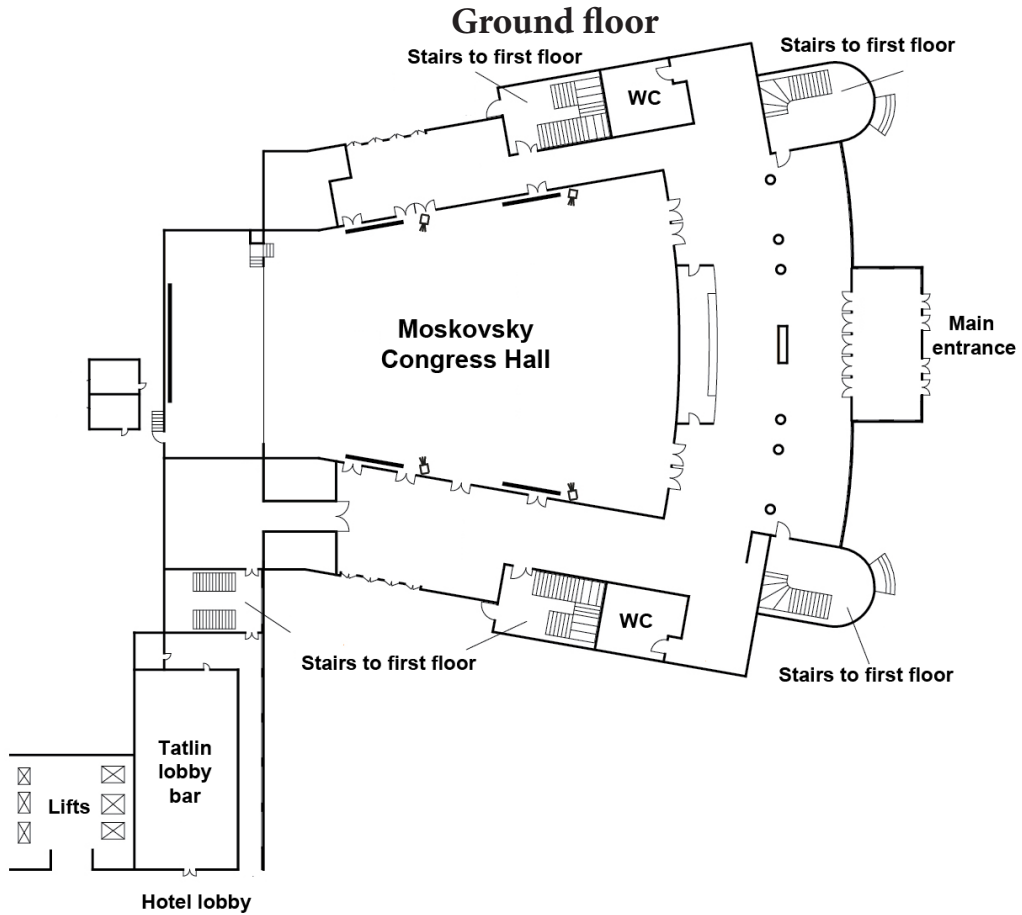 Ground floor
Stairs to first floor
Stairs to first floor
WC
Moskovsky
Congress Hall
Main
entrance
WC
Stairs to first floor
Stairs to first floor
Tatlin
lobby
bar
Lifts
Hotel lobby